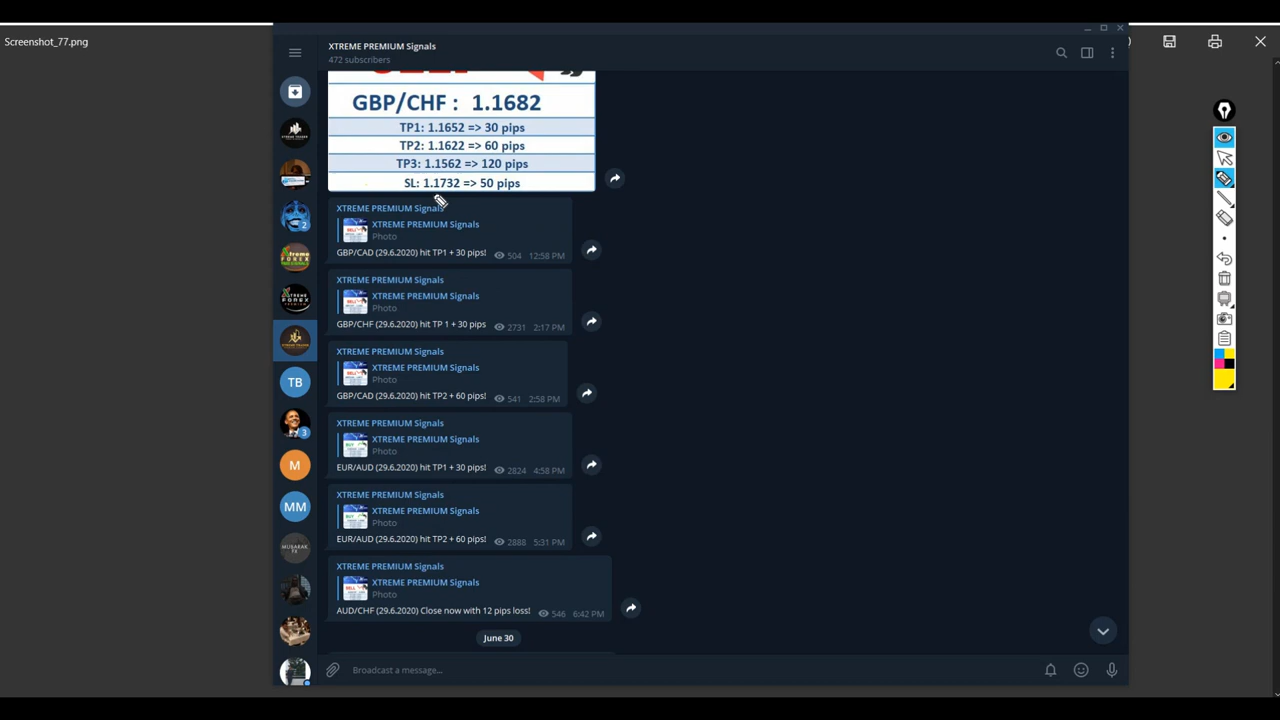 Screenshot_77.png
XTREME PREMIUM Signals
472 subscribers
GBP/CHF : 1.1682
TP1: 1.1652 => 30 pips
TP2: 1.1622 => 60 pips
TP3: 1.1562 => 120 pips
SL: 1.1732 => 50 pips
XTREME PREMIUM Signals
XTREME PREMIUM Signals
Photo
GBP/CAD (29.6.2020) hit TP1 + 30 pips! 504 12:58 PM
XTREME PREMIUM Signals
XTREME PREMIUM Signals
Photo
GBP/CHF (29.6.2020) hit TP 1 + 30 pips 2731 2:17 PM
XTREME PREMIUM Signals
XTREME PREMIUM Signals
Photo
GBP/CAD (29.6.2020) hit TP2 + 60 pips! 541 2:58 PM
XTREME PREMIUM Signals
XTREME PREMIUM Signals
Photo
EUR/AUD (29.6.2020) hit TP1 + 30 pips! 2824 4:58 PM
XTREME PREMIUM Signals
XTREME PREMIUM Signals
Photo
EUR/AUD (29.6.2020) hit TP2 + 60 pips! 2888 5:31 PM
XTREME PREMIUM Signals
XTREME PREMIUM Signals
Photo
AUD/CHF (29.6.2020) Close now with 12 pips loss! 546 6:42 PM
June 30
Broadcast a message...
2
TB
3
M
MM
MUBARAK
FX